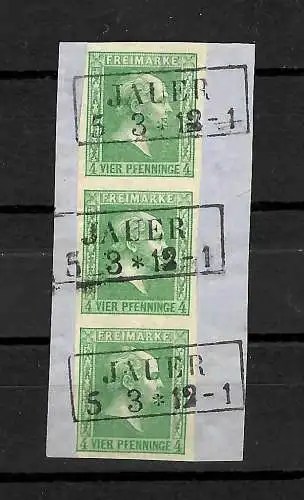 FREIMARKE
JAUER
5 3 * 12-1
4 VIER PFENNINGE 4
FREIMARKE
JAUER
5 3 * 12-1
4 VIER PFENNINGE 4
FREIMARKE
JAUER
5 3 * 12-1
4 VIER PFENNINGE 4